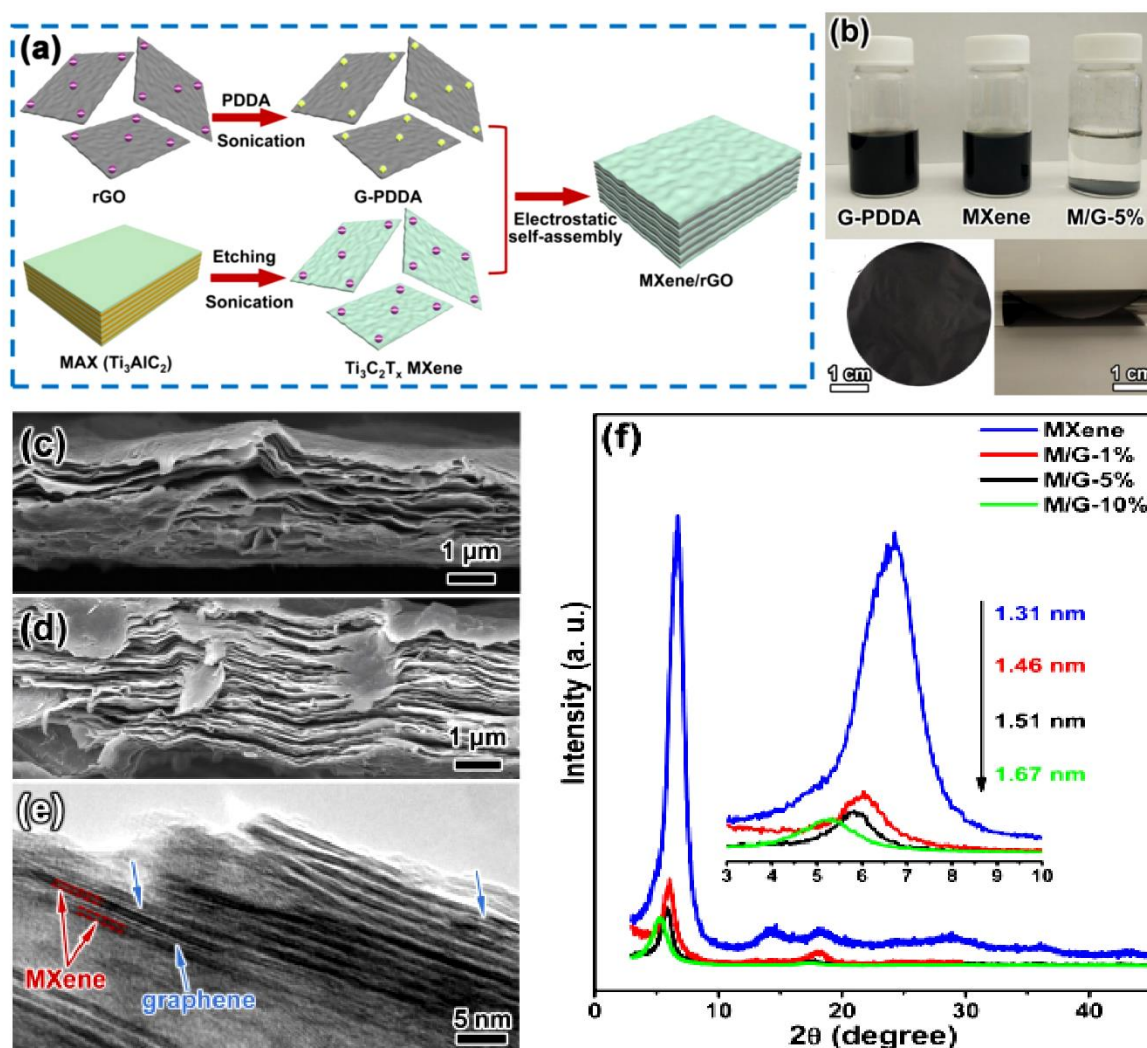 (a)
PDDA
Sonication
rGO
G-PDDA
Etching
Sonication
MAX (Ti₃AlC₂)
Ti₃C₂Tₓ MXene
Electrostatic
self-assembly
MXene/rGO
(b)
G-PDDA MXene M/G-5%
1 cm
1 cm
(c)
1 µm
(d)
1 µm
(e)
MXene
graphene
5 nm
(f)
MXene
M/G-1%
M/G-5%
M/G-10%
1.31 nm
1.46 nm
1.51 nm
1.67 nm
3 4 5 6 7 8 9 10
Intensity (a. u.)
0 10 20 30 40
2θ (degree)